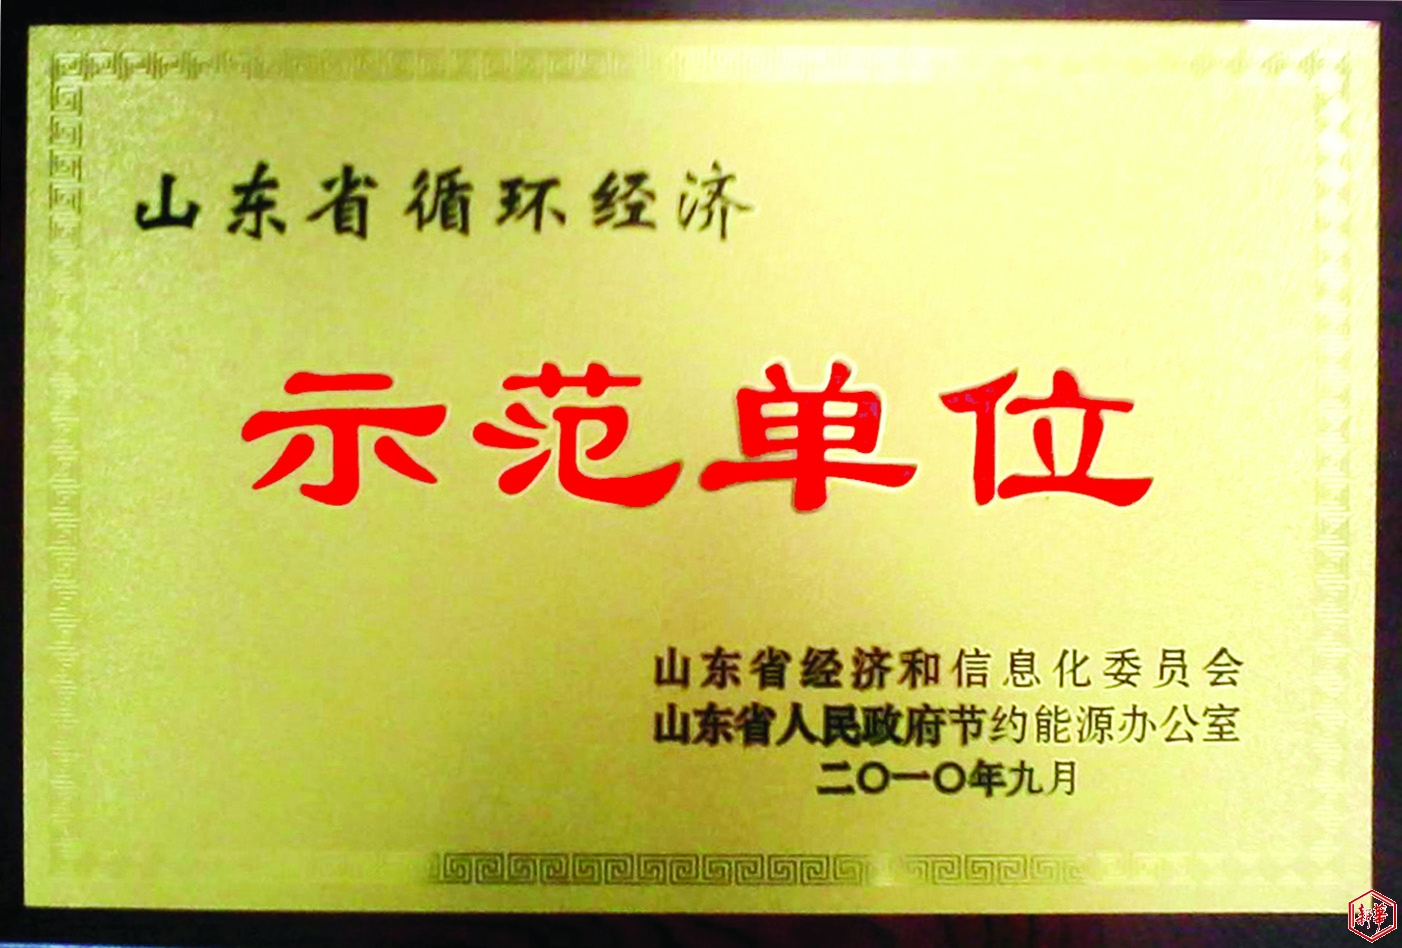 山东省循环经济
示范单位
山东省经济和信息化委员会
山东省人民政府节约能源办公室
二〇一〇年九月
新華